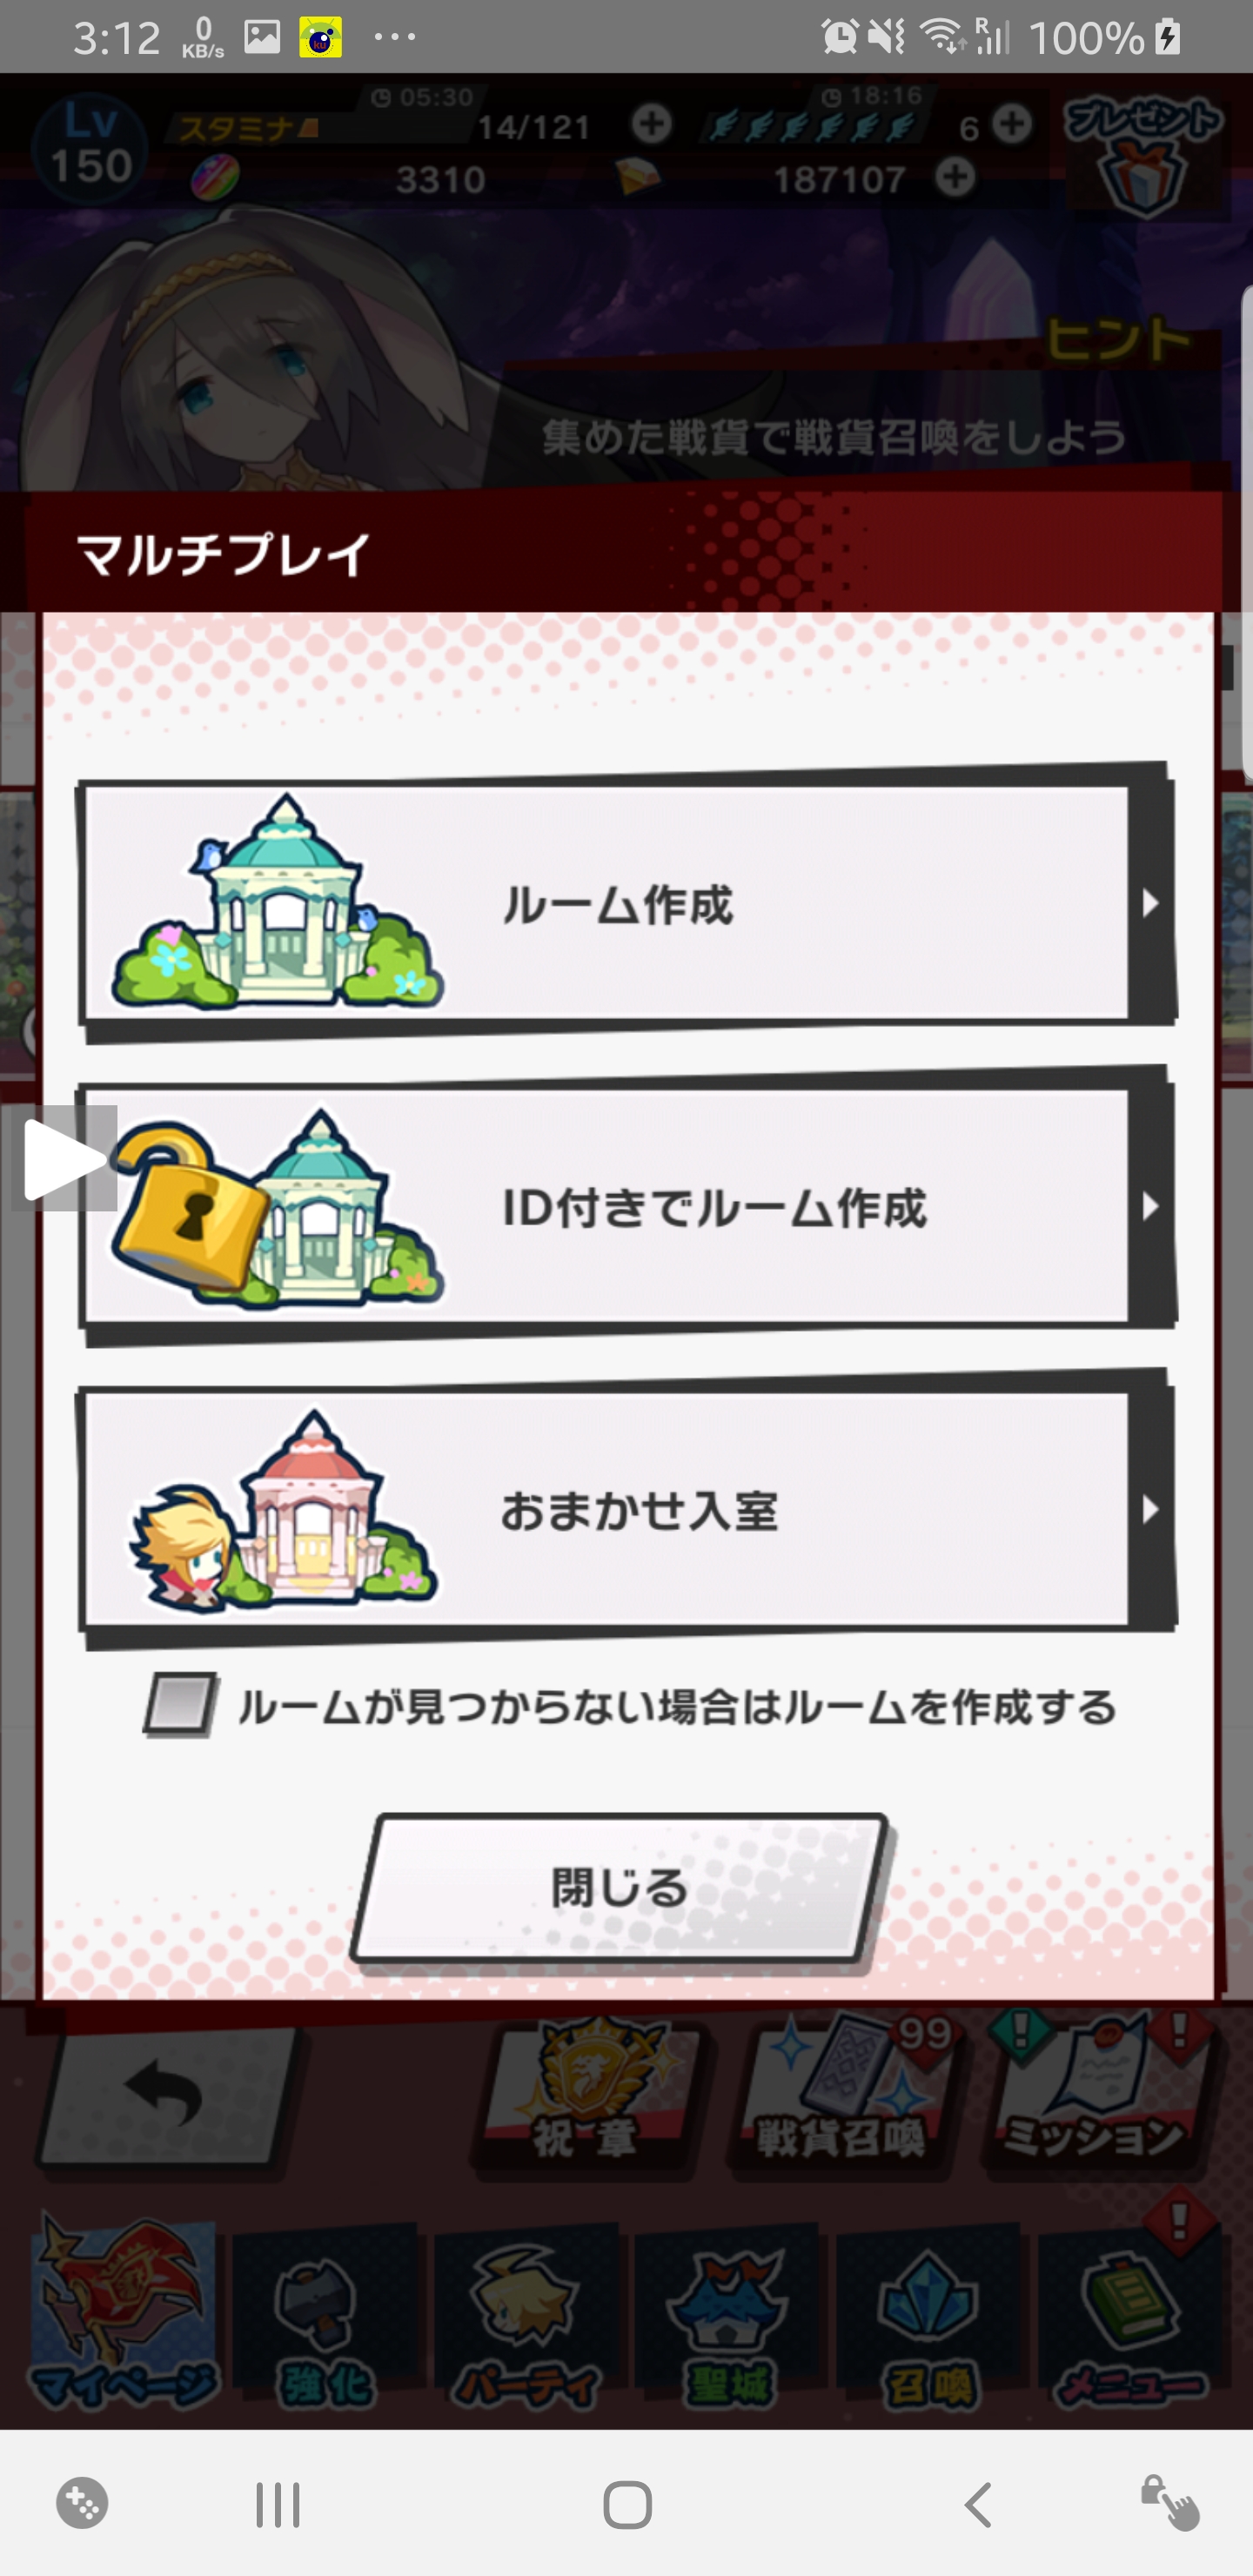 3:12 0 KB/s ku 100%
Lv 150
スタミナ 05:30 14/121 18:16 6
3310 187107
プレゼント
ヒント
集めた戦貨で戦貨召喚をしよう
マルチプレイ
ルーム作成
ID付きでルーム作成
おまかせ入室
ルームが見つからない場合はルームを作成する
閉じる
祝章 戦貨召喚 99 ミッション
マイページ 強化 パーティ 聖城 召喚 メニュー